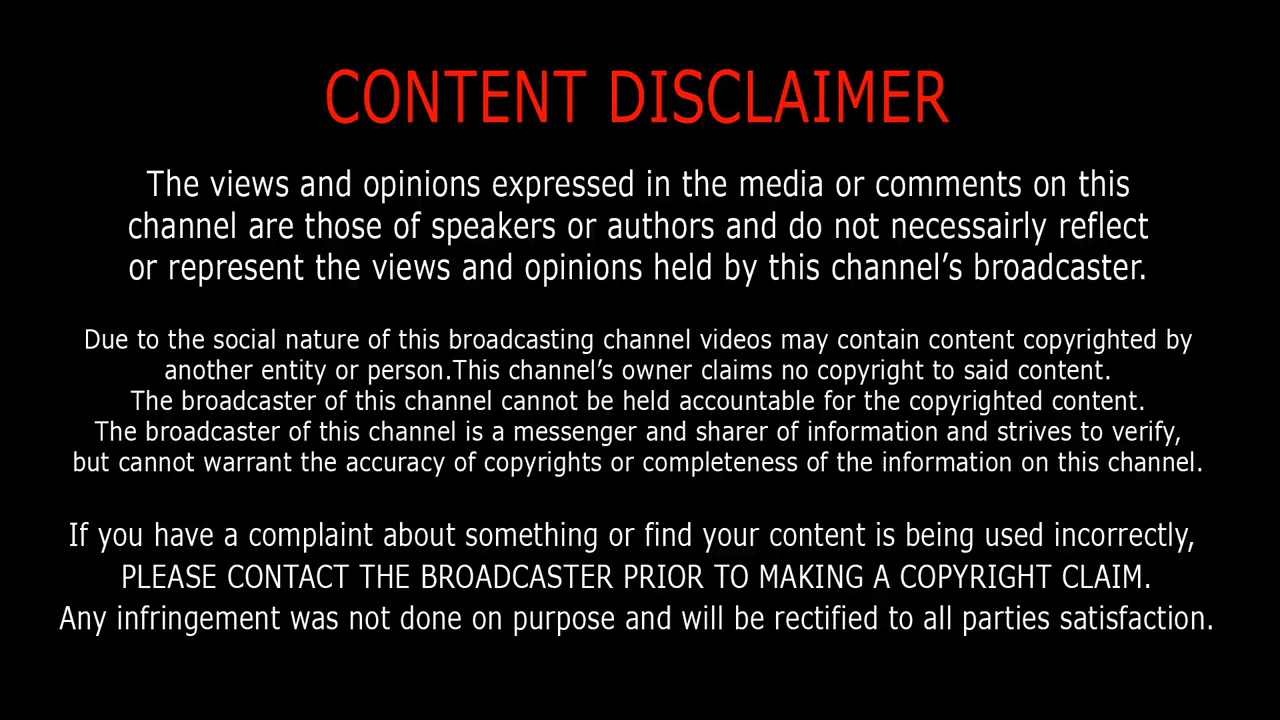 CONTENT DISCLAIMER
The views and opinions expressed in the media or comments on this
channel are those of speakers or authors and do not necessairly reflect
or represent the views and opinions held by this channel’s broadcaster.
Due to the social nature of this broadcasting channel videos may contain content copyrighted by
another entity or person.This channel’s owner claims no copyright to said content.
The broadcaster of this channel cannot be held accountable for the copyrighted content.
The broadcaster of this channel is a messenger and sharer of information and strives to verify,
but cannot warrant the accuracy of copyrights or completeness of the information on this channel.
If you have a complaint about something or find your content is being used incorrectly,
PLEASE CONTACT THE BROADCASTER PRIOR TO MAKING A COPYRIGHT CLAIM.
Any infringement was not done on purpose and will be rectified to all parties satisfaction.